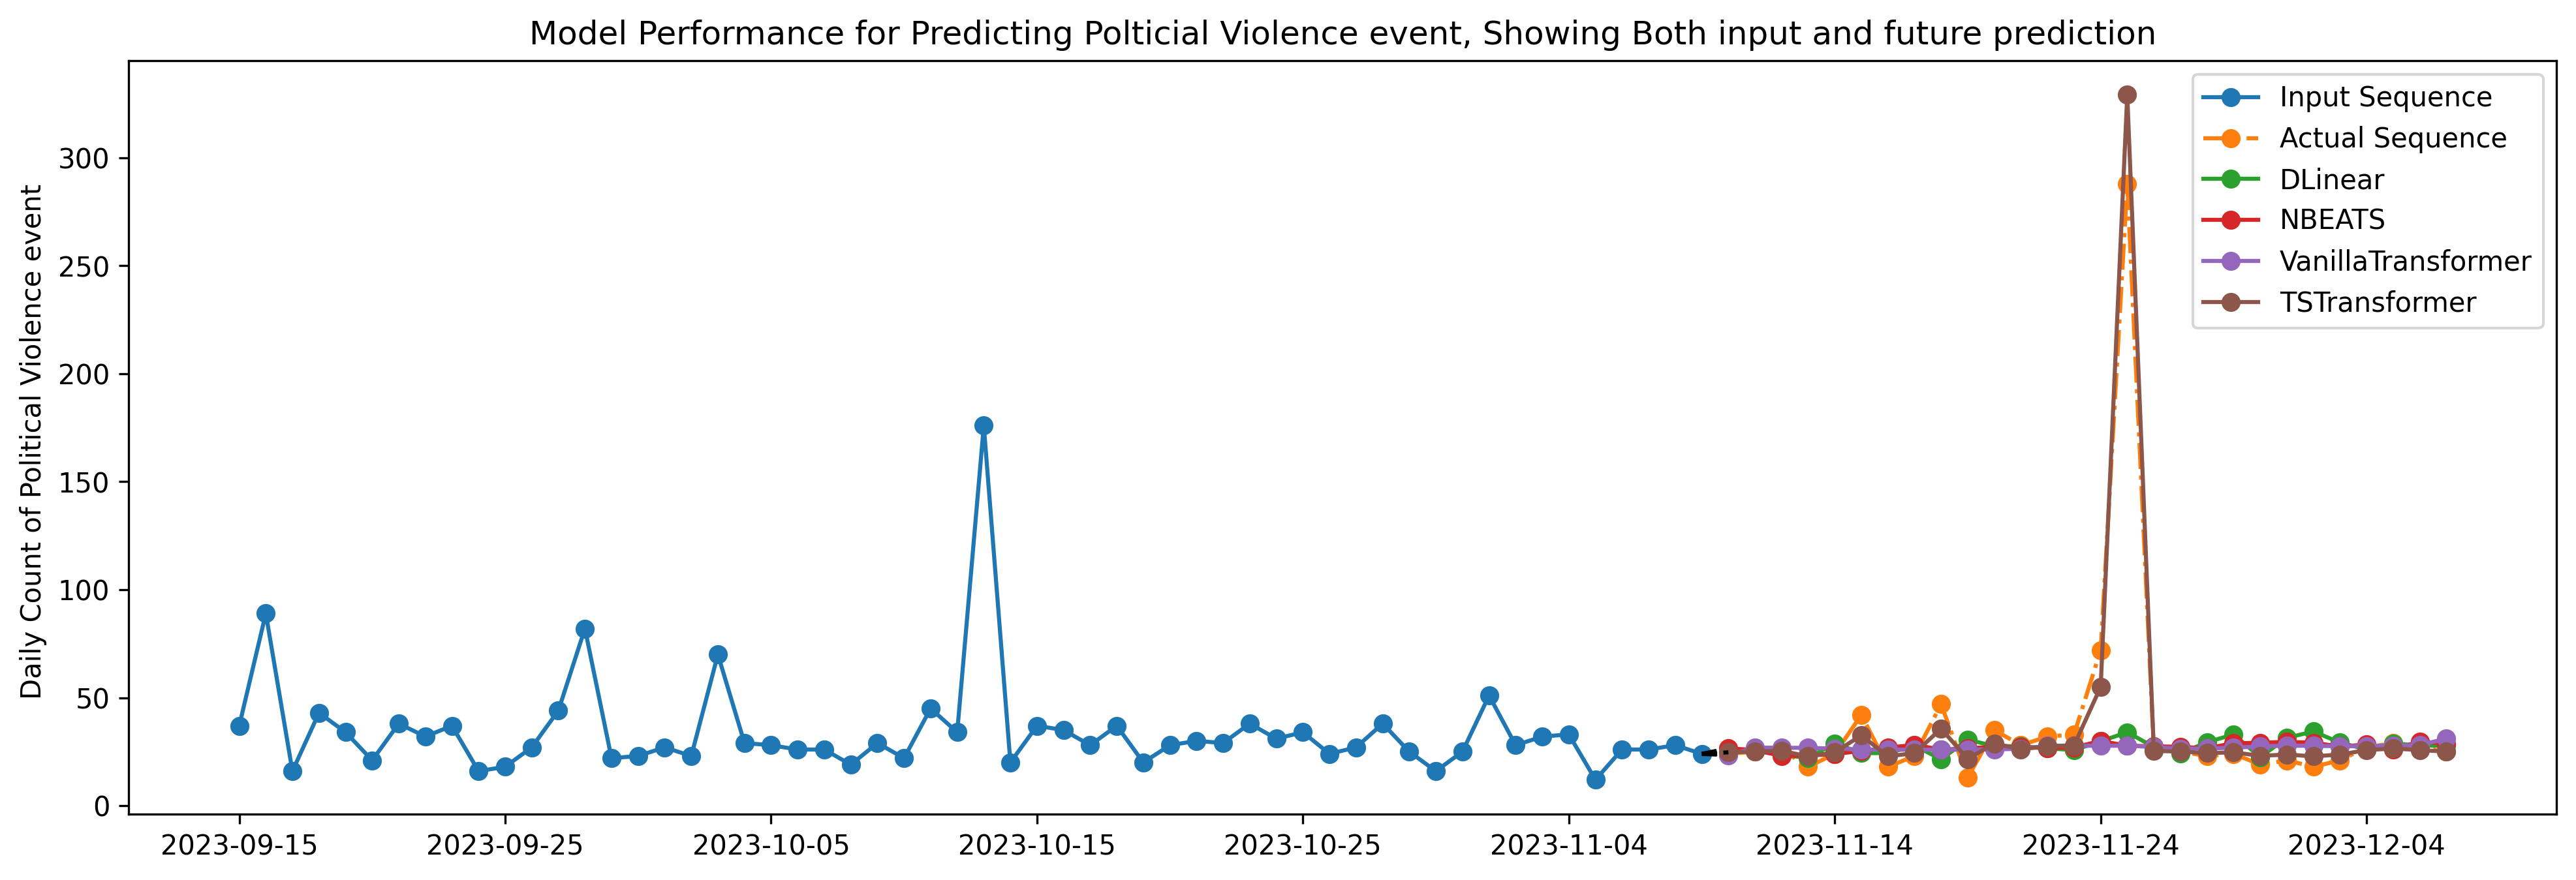 Model Performance for Predicting Polticial Violence event, Showing Both input and future prediction
Daily Count of Political Violence event
300
250
200
150
100
50
0
Input Sequence
Actual Sequence
DLinear
NBEATS
VanillaTransformer
TSTransformer
2023-09-15
2023-09-25
2023-10-05
2023-10-15
2023-10-25
2023-11-04
2023-11-14
2023-11-24
2023-12-04